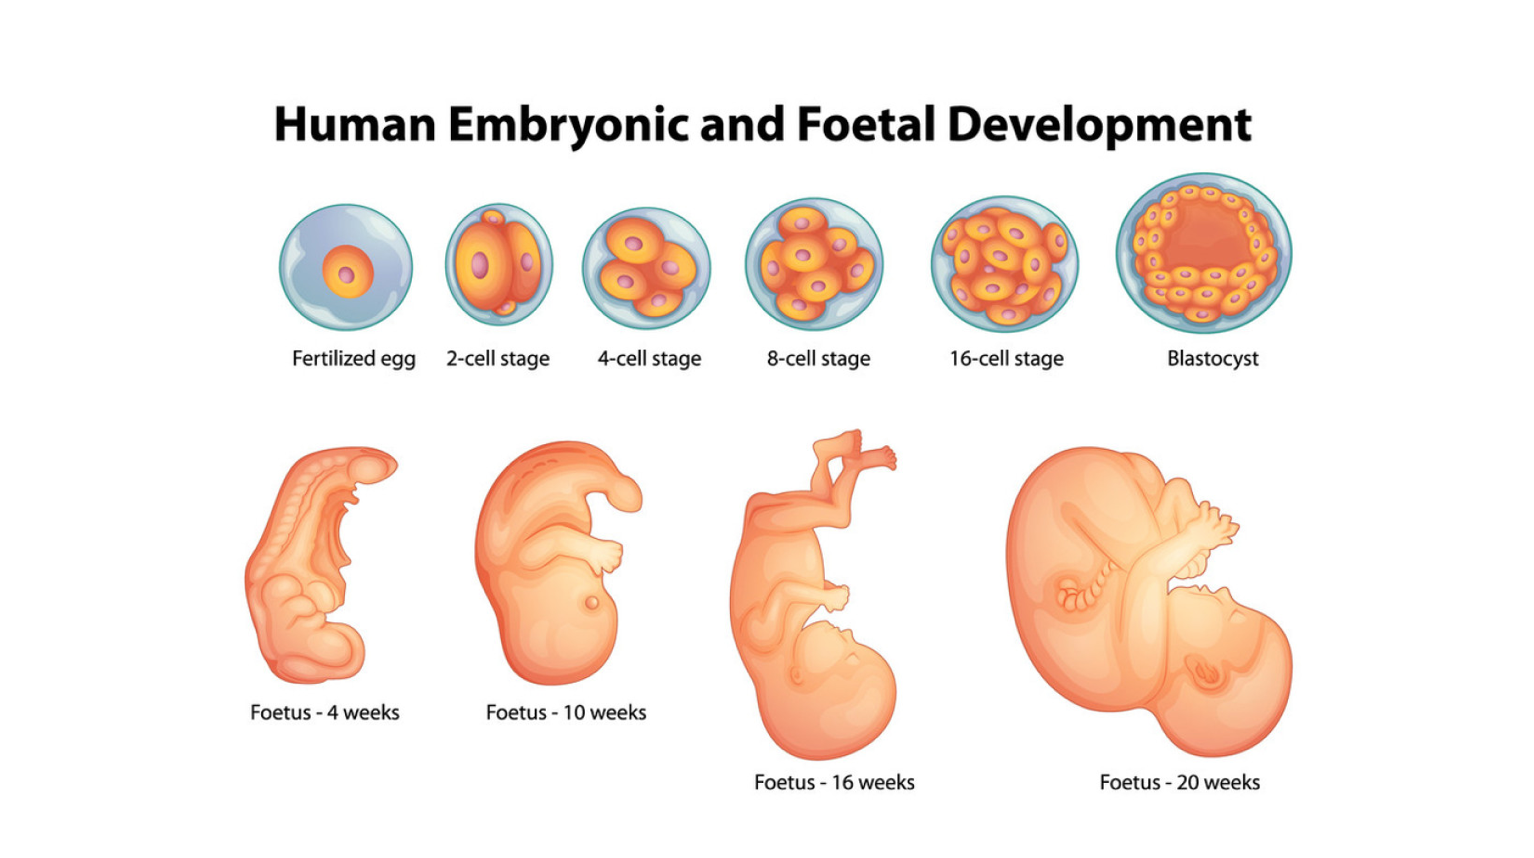 Human Embryonic and Foetal Development
Fertilized egg
2-cell stage
4-cell stage
8-cell stage
16-cell stage
Blastocyst
Foetus - 4 weeks
Foetus - 10 weeks
Foetus - 16 weeks
Foetus - 20 weeks